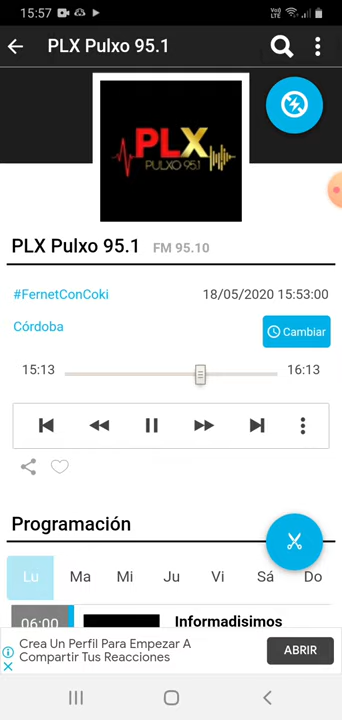 15:57
Vo)) LTE
PLX Pulxo 95.1
PLX
PULXO 95.1
PLX Pulxo 95.1 FM 95.10
#FernetConCoki 18/05/2020 15:53:00
Córdoba Cambiar
15:13 16:13
Programación
Lu Ma Mi Ju Vi Sá Do
06:00 Informadisimos
Crea Un Perfil Para Empezar A
Compartir Tus Reacciones
ABRIR